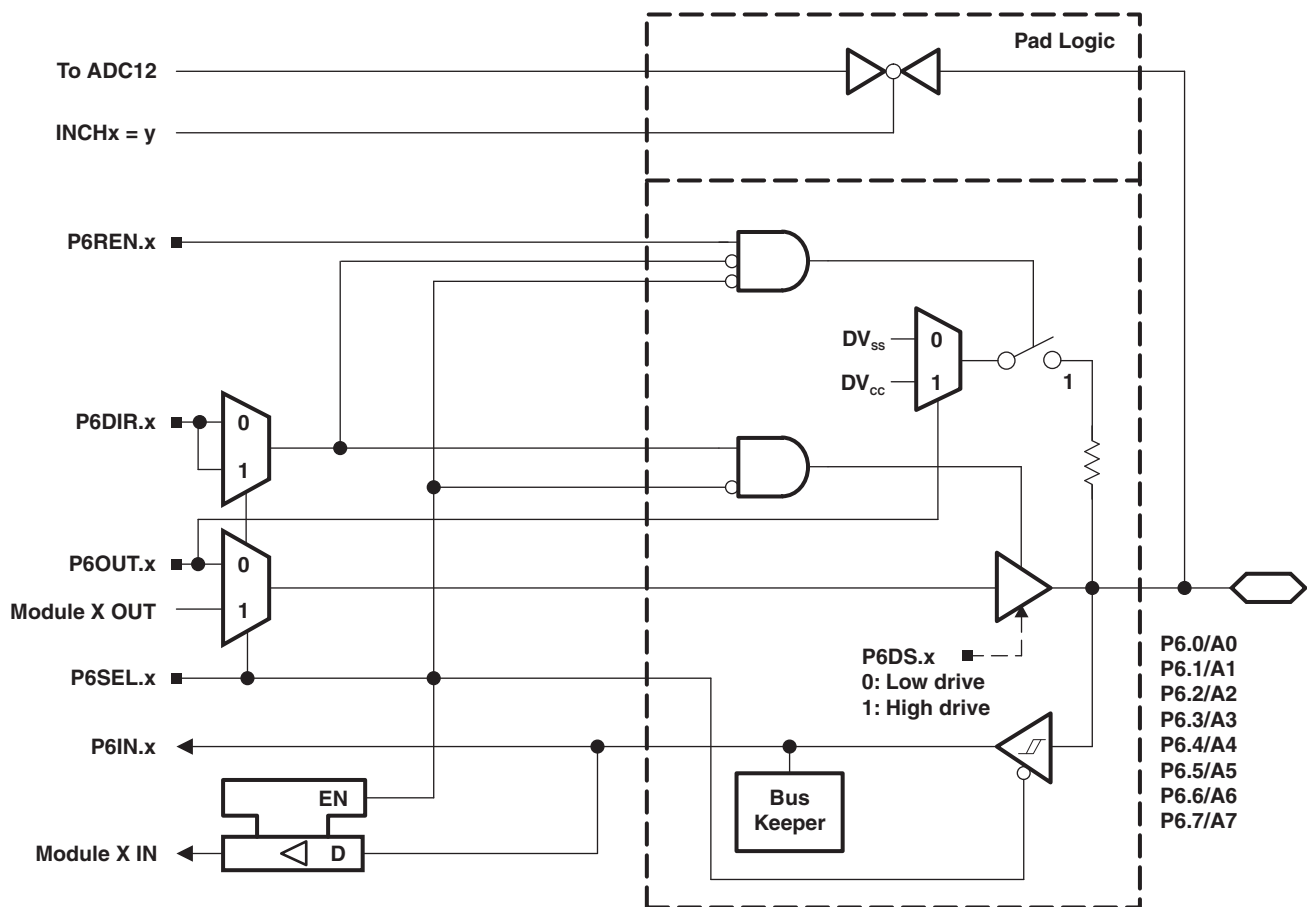 Pad Logic
To ADC12
INCHx = y
P6REN.x
DVSS
0
DVCC
1
1
P6DIR.x
0
1
P6OUT.x
0
Module X OUT
1
P6SEL.x
P6DS.x
0: Low drive
1: High drive
P6.0/A0
P6.1/A1
P6.2/A2
P6.3/A3
P6.4/A4
P6.5/A5
P6.6/A6
P6.7/A7
P6IN.x
EN
Bus
Keeper
Module X IN
D